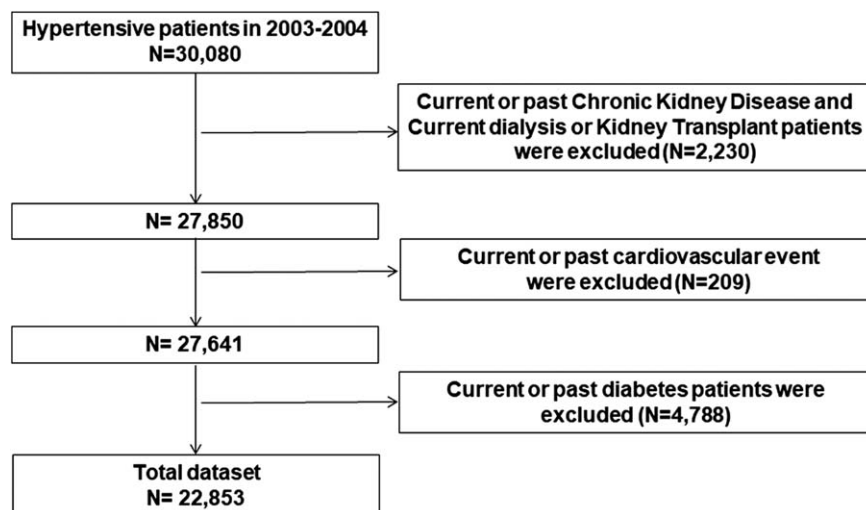 Hypertensive patients in 2003-2004
N=30,080
Current or past Chronic Kidney Disease and
Current dialysis or Kidney Transplant patients
were excluded (N=2,230)
N= 27,850
Current or past cardiovascular event
were excluded (N=209)
N= 27,641
Current or past diabetes patients were
excluded (N=4,788)
Total dataset
N= 22,853